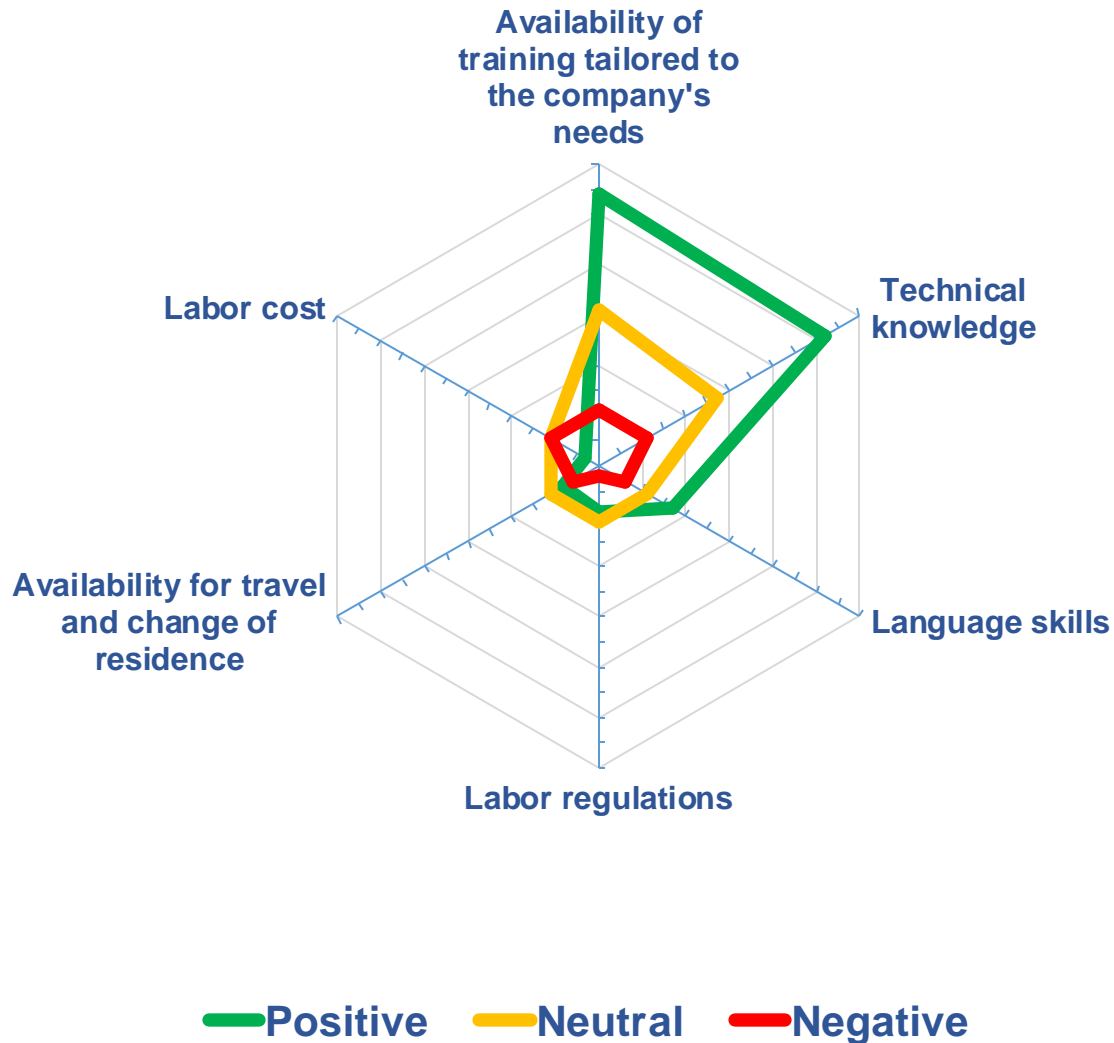 Availability of
training tailored to
the company's
needs
Technical
knowledge
Labor cost
Availability for travel
and change of
residence
Language skills
Labor regulations
Positive
Neutral
Negative